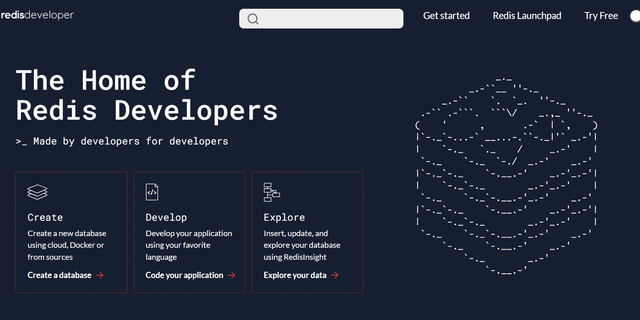 redisdeveloper
Get started
Redis Launchpad
Try Free
The Home of
Redis Developers
>_ Made by developers for developers
Create
Create a new database
using cloud, Docker or
from sources
Create a database →
Develop
Develop your application
using your favorite
language
Code your application →
Explore
Insert, update, and
explore your database
using RedisInsight
Explore your data →